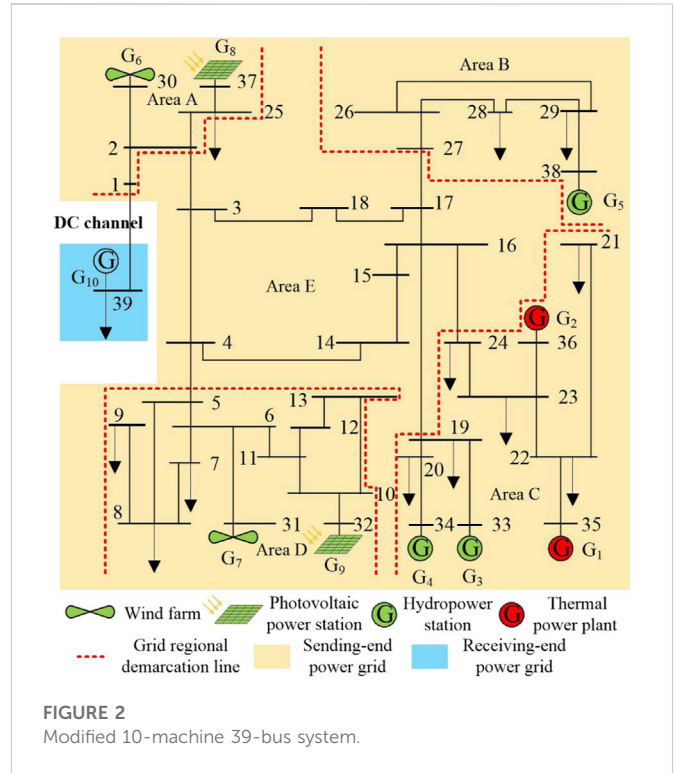 G6
G8
30
37
Area A
Area B
25
26
28
29
2
27
38
1
G5
18
17
3
DC channel
16
21
G
G10
15
Area E
G
G2
39
4
14
24
36
13
23
9
5
6
12
19
11
7
20
22
10
Area C
8
31
32
34
33
35
G7
Area D
G9
G
G
G
G4
G3
G1
Wind farm
Photovoltaic
power station
G
Hydropower
station
G
Thermal
power plant
Grid regional
demarcation line
Sending-end
power grid
Receiving-end
power grid
FIGURE 2
Modified 10-machine 39-bus system.